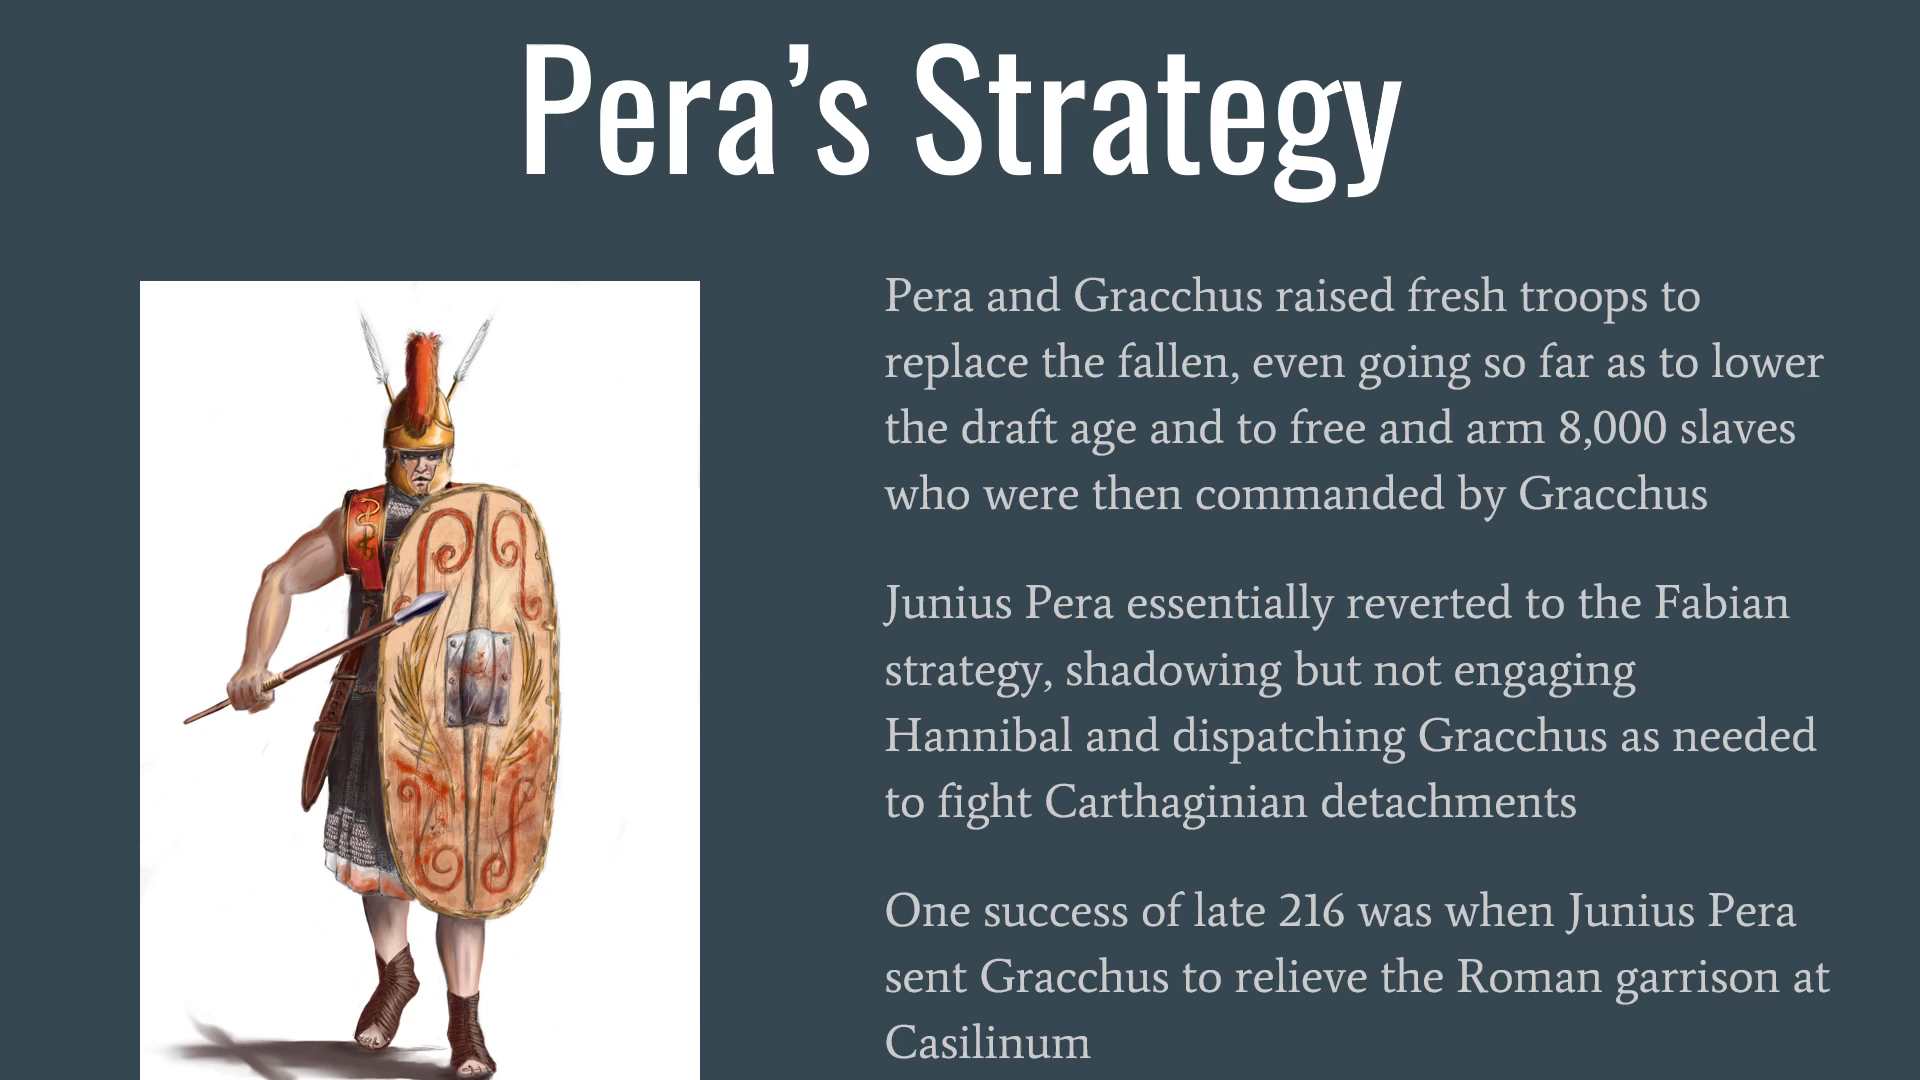 Pera’s Strategy
Pera and Gracchus raised fresh troops to
replace the fallen, even going so far as to lower
the draft age and to free and arm 8,000 slaves
who were then commanded by Gracchus
Junius Pera essentially reverted to the Fabian
strategy, shadowing but not engaging
Hannibal and dispatching Gracchus as needed
to fight Carthaginian detachments
One success of late 216 was when Junius Pera
sent Gracchus to relieve the Roman garrison at
Casilinum